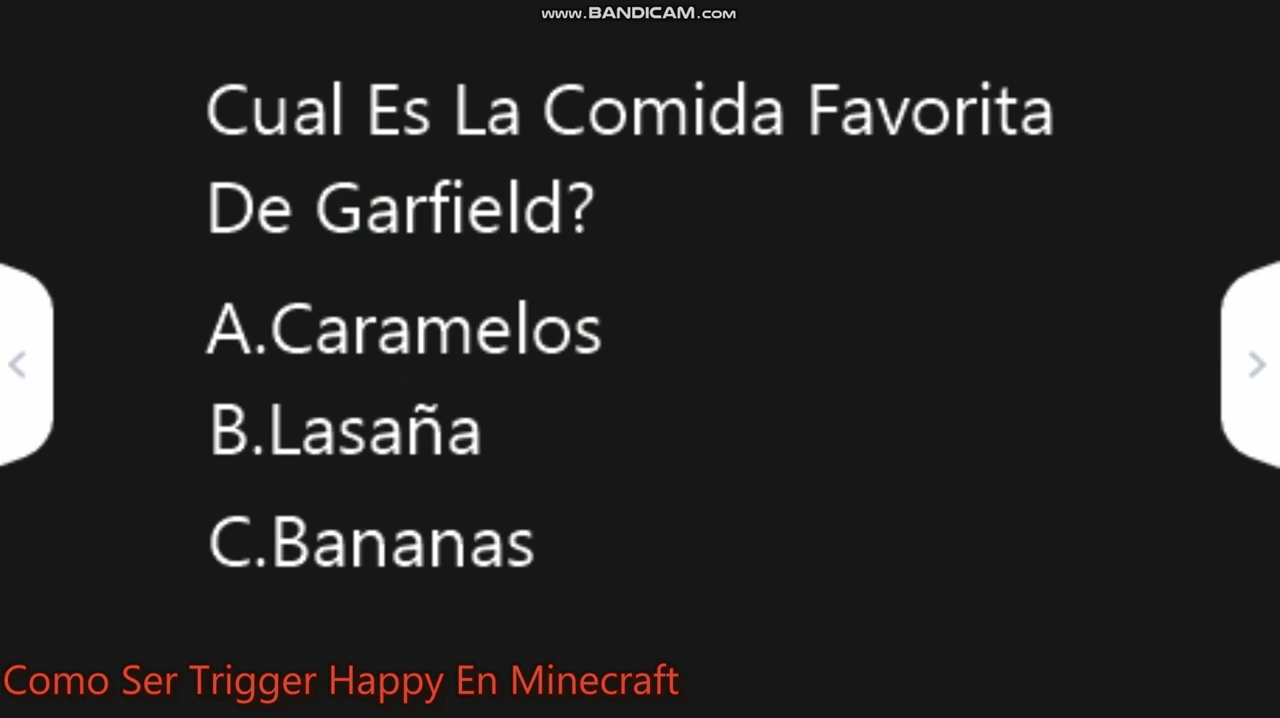 www.BANDICAM.com
Cual Es La Comida Favorita
De Garfield?
A.Caramelos
B.Lasaña
C.Bananas
Como Ser Trigger Happy En Minecraft